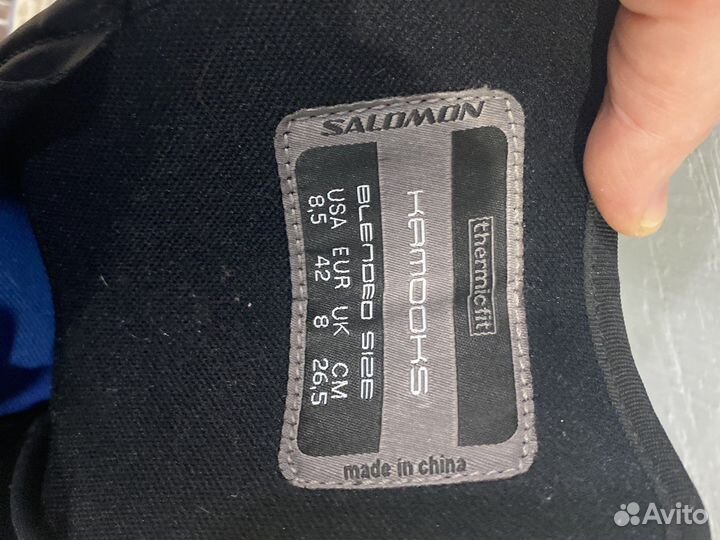 SALOMON
thermicfit
KAMOOKS
BLENDED SIZE
USA EUR UK CM
8,5 42 8 26,5
made in china
Avito